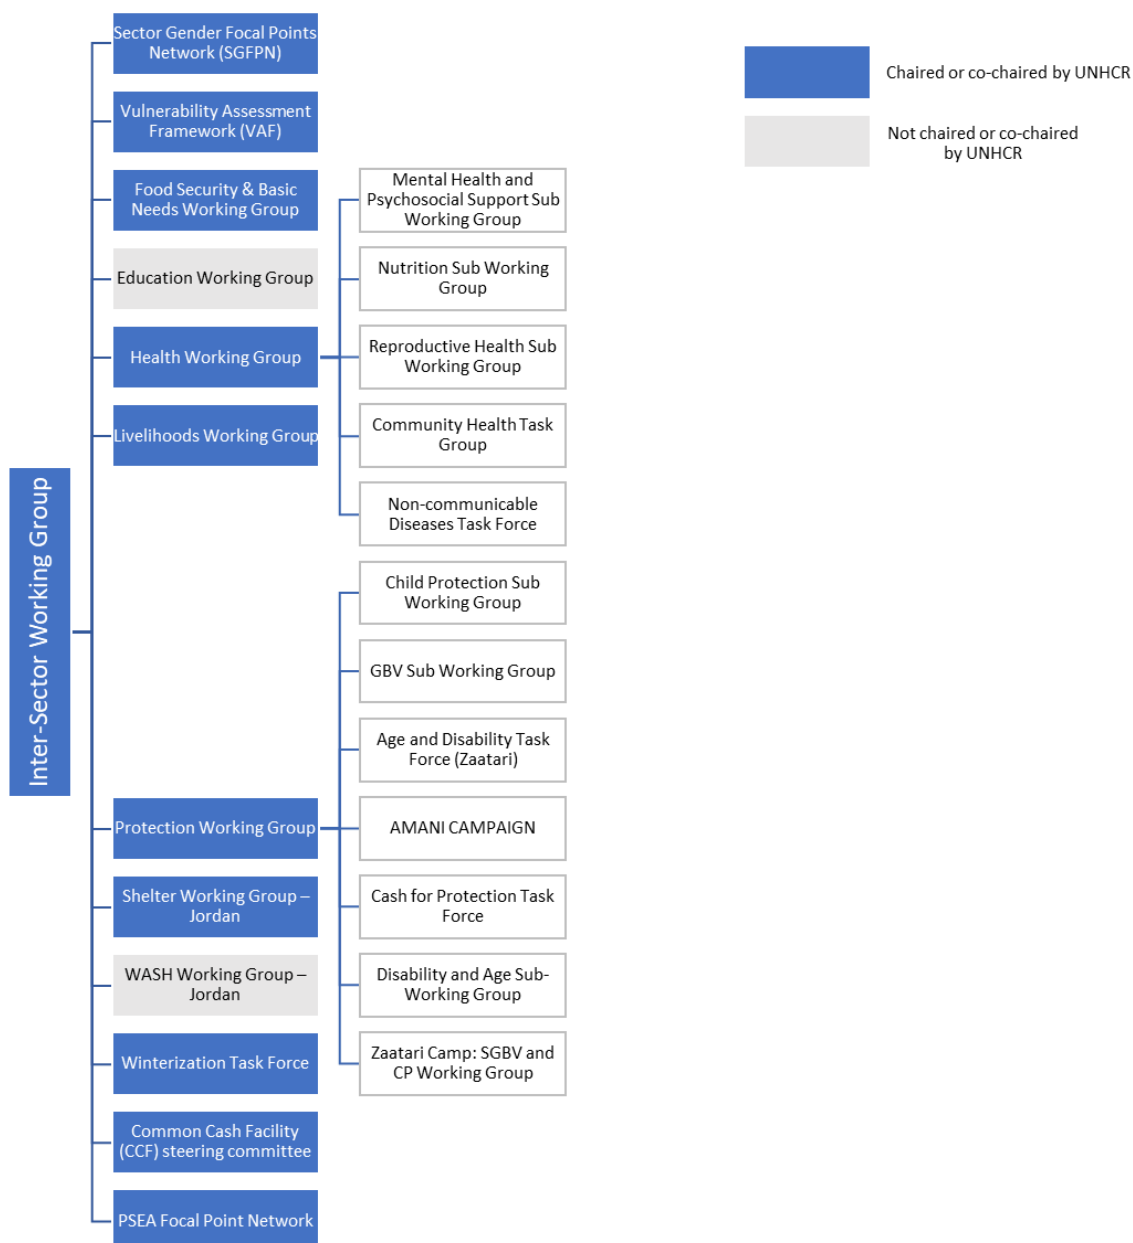 Sector Gender Focal Points
Network (SGFPN)
Vulnerability Assessment
Framework (VAF)
Food Security & Basic
Needs Working Group
Education Working Group
Health Working Group
Livelihoods Working Group
Inter-Sector Working Group
Protection Working Group
Shelter Working Group –
Jordan
WASH Working Group –
Jordan
Winterization Task Force
Common Cash Facility
(CCF) steering committee
PSEA Focal Point Network
Mental Health and
Psychosocial Support Sub
Working Group
Nutrition Sub Working
Group
Reproductive Health Sub
Working Group
Community Health Task
Group
Non-communicable
Diseases Task Force
Child Protection Sub
Working Group
GBV Sub Working Group
Age and Disability Task
Force (Zaatari)
AMANI CAMPAIGN
Cash for Protection Task
Force
Disability and Age Sub-
Working Group
Zaatari Camp: SGBV and
CP Working Group
Chaired or co-chaired by UNHCR
Not chaired or co-chaired
by UNHCR